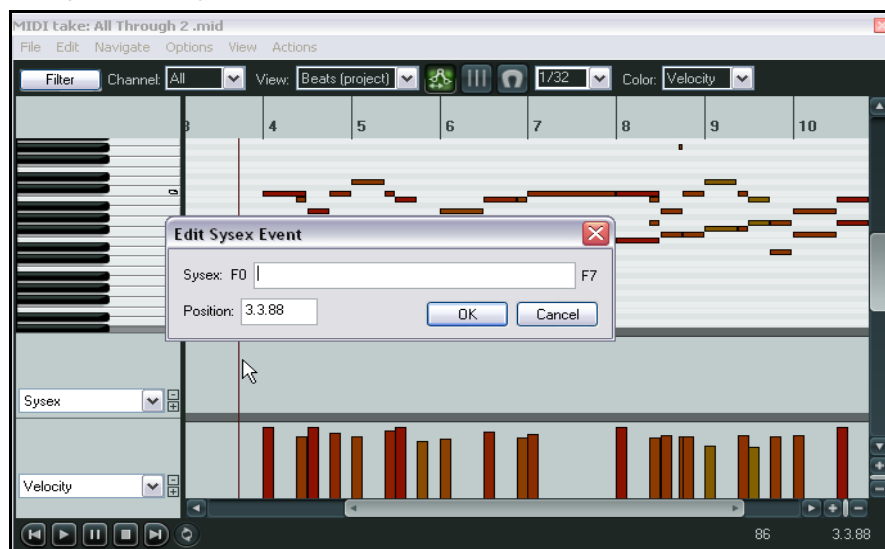 MIDI take: All Through 2 .mid
File Edit Navigate Options View Actions
Filter Channel: All View: Beats (project) 1/32 Color: Velocity
3 4 5 6 7 8 9 10
Edit Sysex Event
Sysex: F0 F7
Position: 3.3.88
OK Cancel
Sysex
Velocity
86 3.3.88